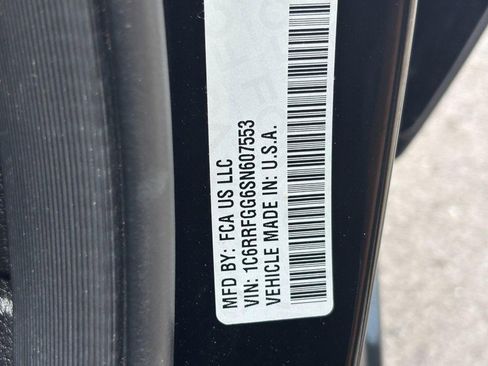 MFD BY: FCA US LLC
VIN: 1C6RRFGG6SN607553
VEHICLE MADE IN: U.S.A.